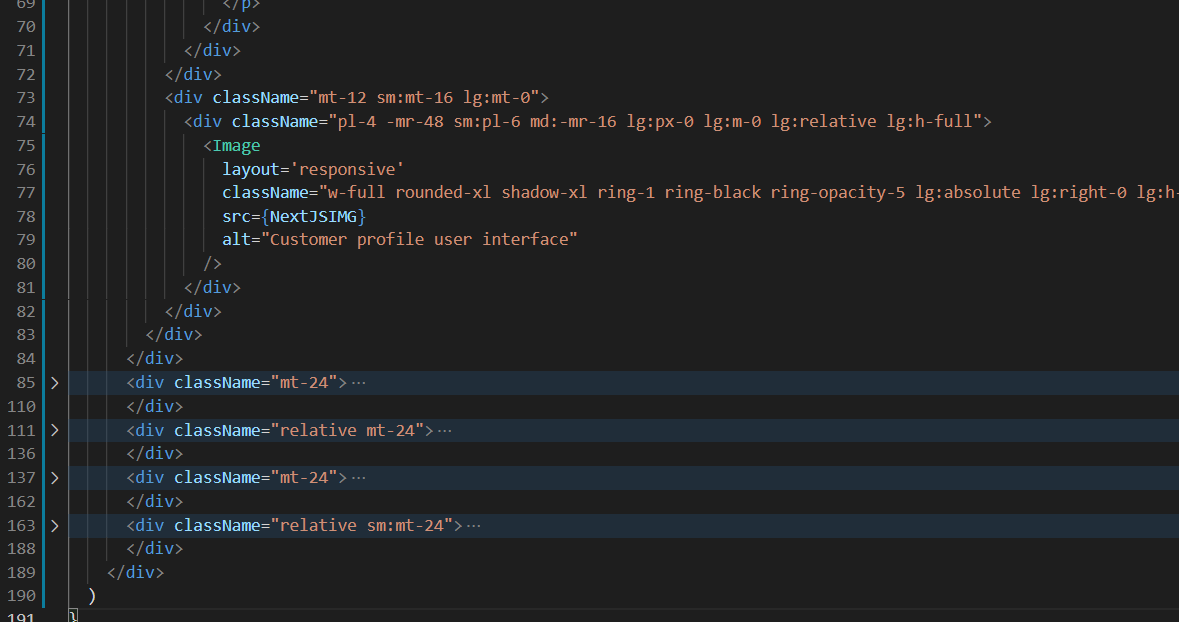 69 </p>
70 </div>
71 </div>
72 </div>
73 <div className="mt-12 sm:mt-16 lg:mt-0">
74 <div className="pl-4 -mr-48 sm:pl-6 md:-mr-16 lg:px-0 lg:m-0 lg:relative lg:h-full">
75 <Image
76 layout='responsive'
77 className="w-full rounded-xl shadow-xl ring-1 ring-black ring-opacity-5 lg:absolute lg:right-0 lg:h-
78 src={NextJSIMG}
79 alt="Customer profile user interface"
80 />
81 </div>
82 </div>
83 </div>
84 </div>
85 <div className="mt-24">···
110 </div>
111 <div className="relative mt-24">···
136 </div>
137 <div className="mt-24">···
162 </div>
163 <div className="relative sm:mt-24">···
188 </div>
189 </div>
190 )
191 }